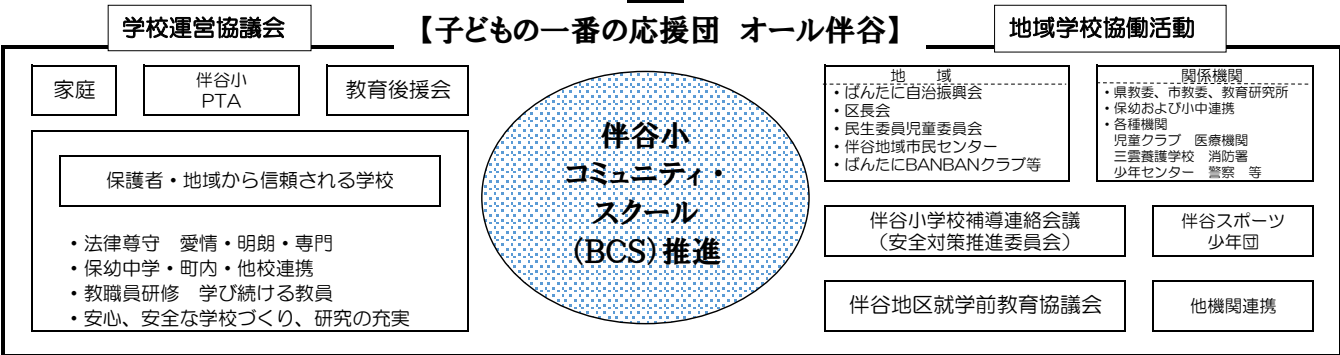 学校運営協議会
【子どもの一番の応援団 オール伴谷】
地域学校協働活動
家庭
伴谷小
PTA
教育後援会
保護者・地域から信頼される学校
・法律尊守 愛情・明朗・専門
・保幼中学・町内・他校連携
・教職員研修 学び続ける教員
・安心、安全な学校づくり、研究の充実
伴谷小
コミュニティ・
スクール
(BCS)推進
地 域
・ばんたに自治振興会
・区長会
・民生委員児童委員会
・伴谷地域市民センター
・ばんたにBANBANクラブ等
関係機関
・県教委、市教委、教育研究所
・保幼および小中連携
・各種機関
児童クラブ 医療機関
三雲養護学校 消防署
少年センター 警察 等
伴谷小学校補導連絡会議
(安全対策推進委員会)
伴谷スポーツ
少年団
伴谷地区就学前教育協議会
他機関連携